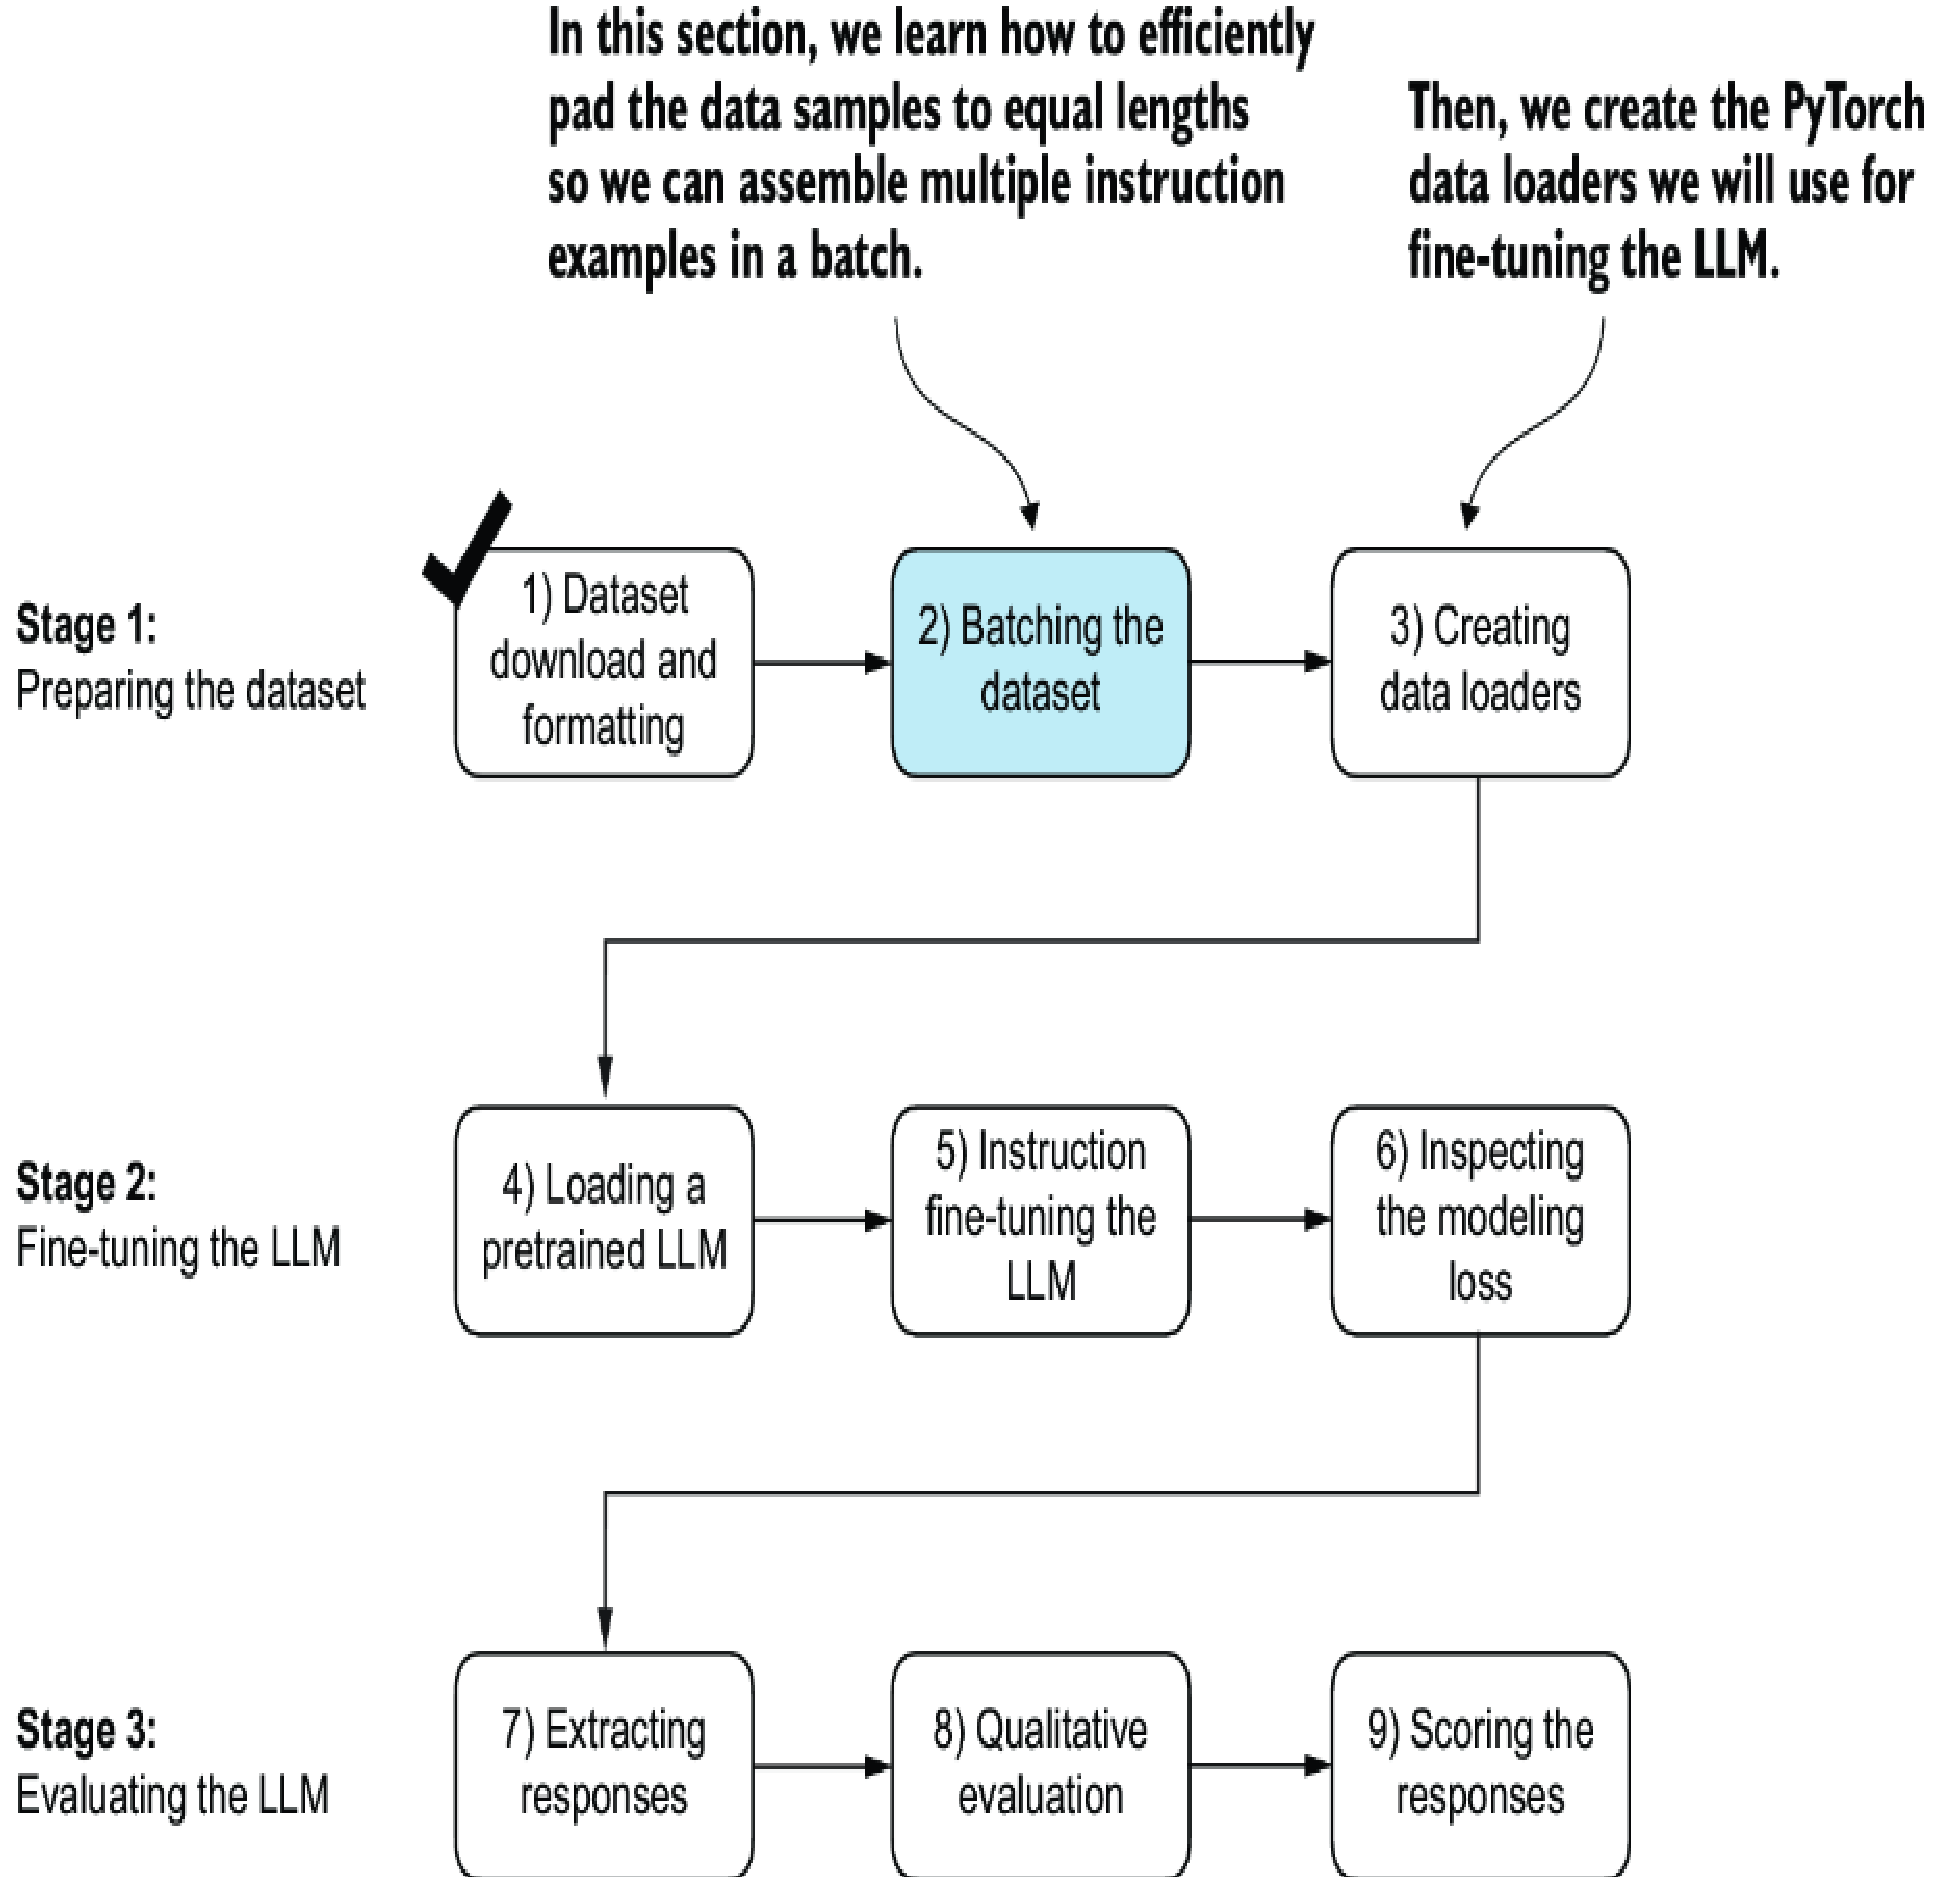 In this section, we learn how to efficiently
pad the data samples to equal lengths
so we can assemble multiple instruction
examples in a batch.
Then, we create the PyTorch
data loaders we will use for
fine-tuning the LLM.
Stage 1:
Preparing the dataset
1) Dataset
download and
formatting
2) Batching the
dataset
3) Creating
data loaders
Stage 2:
Fine-tuning the LLM
4) Loading a
pretrained LLM
5) Instruction
fine-tuning the
LLM
6) Inspecting
the modeling
loss
Stage 3:
Evaluating the LLM
7) Extracting
responses
8) Qualitative
evaluation
9) Scoring the
responses